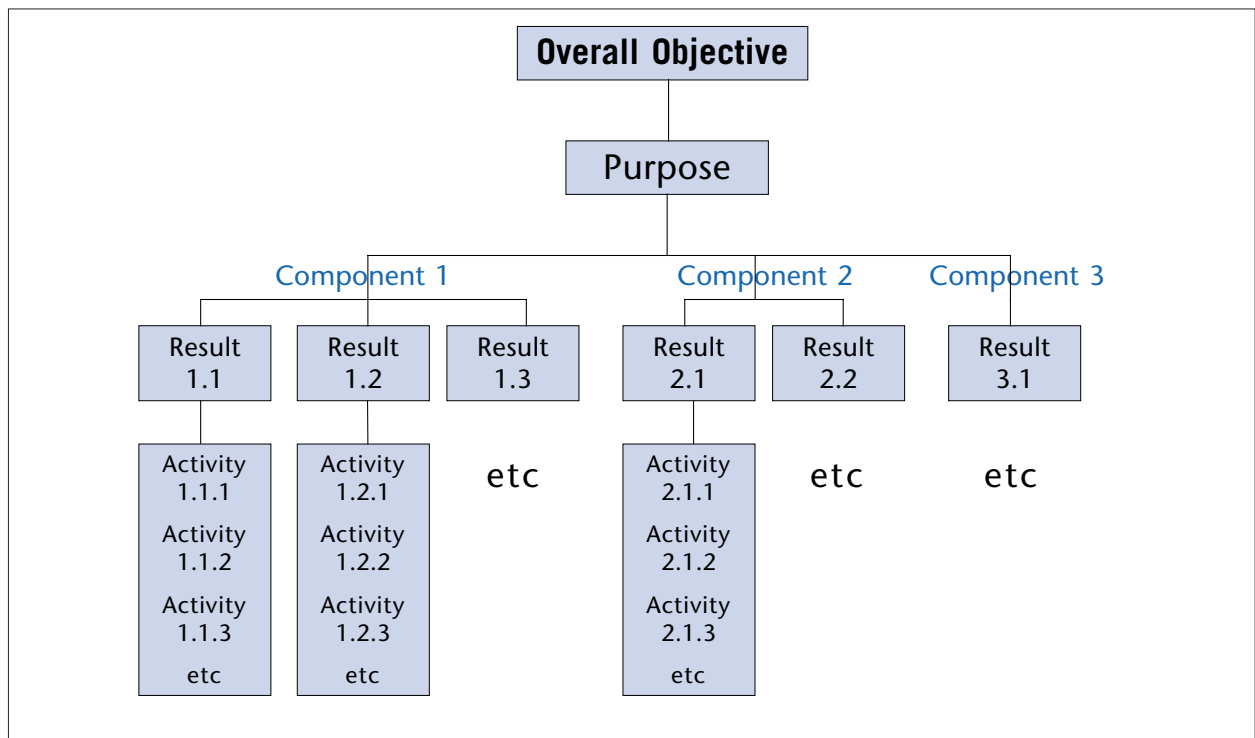 Overall Objective
Purpose
Component 1
Component 2
Component 3
Result
1.1
Result
1.2
Result
1.3
Result
2.1
Result
2.2
Result
3.1
Activity
1.1.1
Activity
1.1.2
Activity
1.1.3
etc
Activity
1.2.1
Activity
1.2.2
Activity
1.2.3
etc
etc
Activity
2.1.1
Activity
2.1.2
Activity
2.1.3
etc
etc
etc